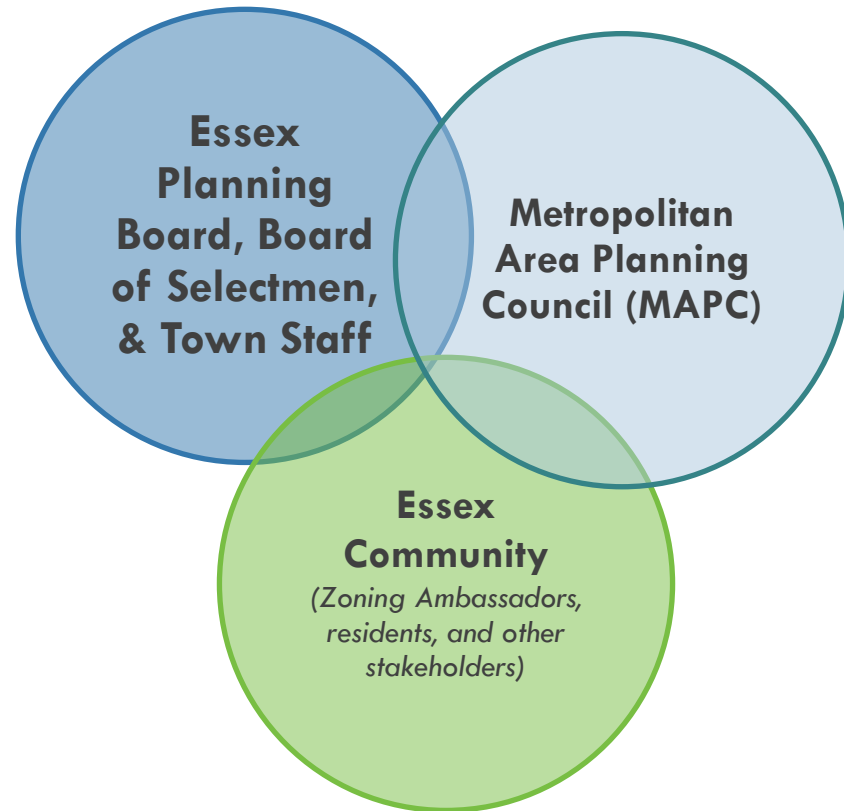 Essex
Planning
Board, Board
of Selectmen,
& Town Staff
Metropolitan
Area Planning
Council (MAPC)
Essex
Community
(Zoning Ambassadors,
residents, and other
stakeholders)